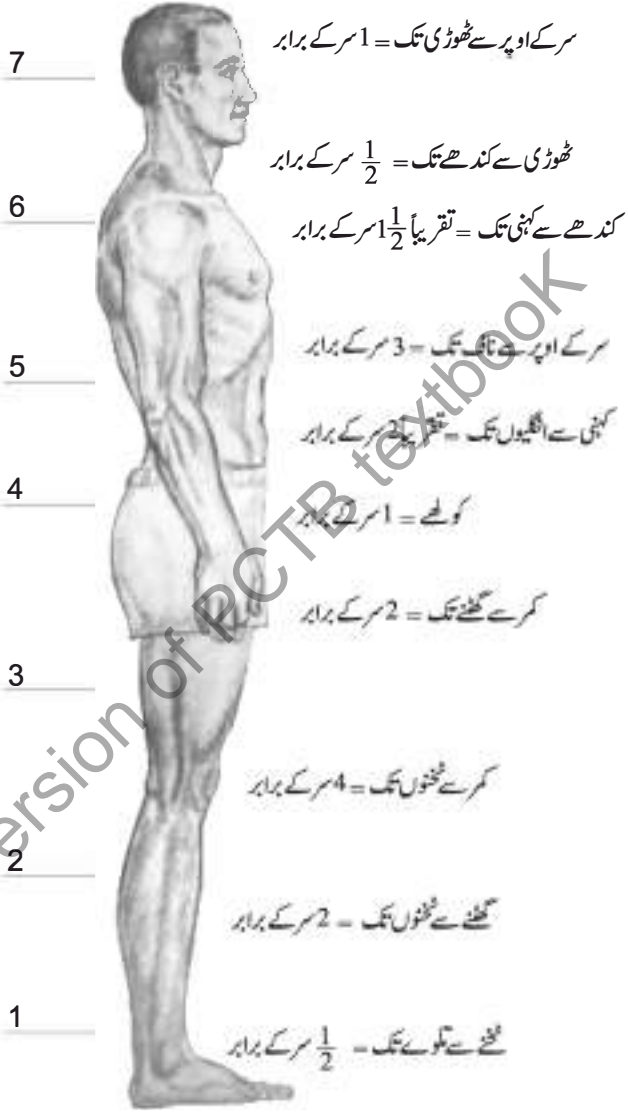 7
سر کے اوپر سے ٹھوڑی تک = 1 سر کے برابر
ٹھوڑی سے کندھے تک = 1/2 سر کے برابر
6
کندھے سے کہنی تک = تقریباً 1 1/2 سر کے برابر
سر کے اوپر سے ناف تک = 3 سر کے برابر
5
کہنی سے انگلیوں تک = تقریباً 2 سر کے برابر
4
کولھے = 1 سر کے برابر
کمر سے گھٹنے تک = 2 سر کے برابر
3
کمر سے ٹخنوں تک = 4 سر کے برابر
2
گھٹنے سے ٹخنوں تک = 2 سر کے برابر
1
ٹخنے سے تلوے تک = 1/2 سر کے برابر
version of PCTB textbook